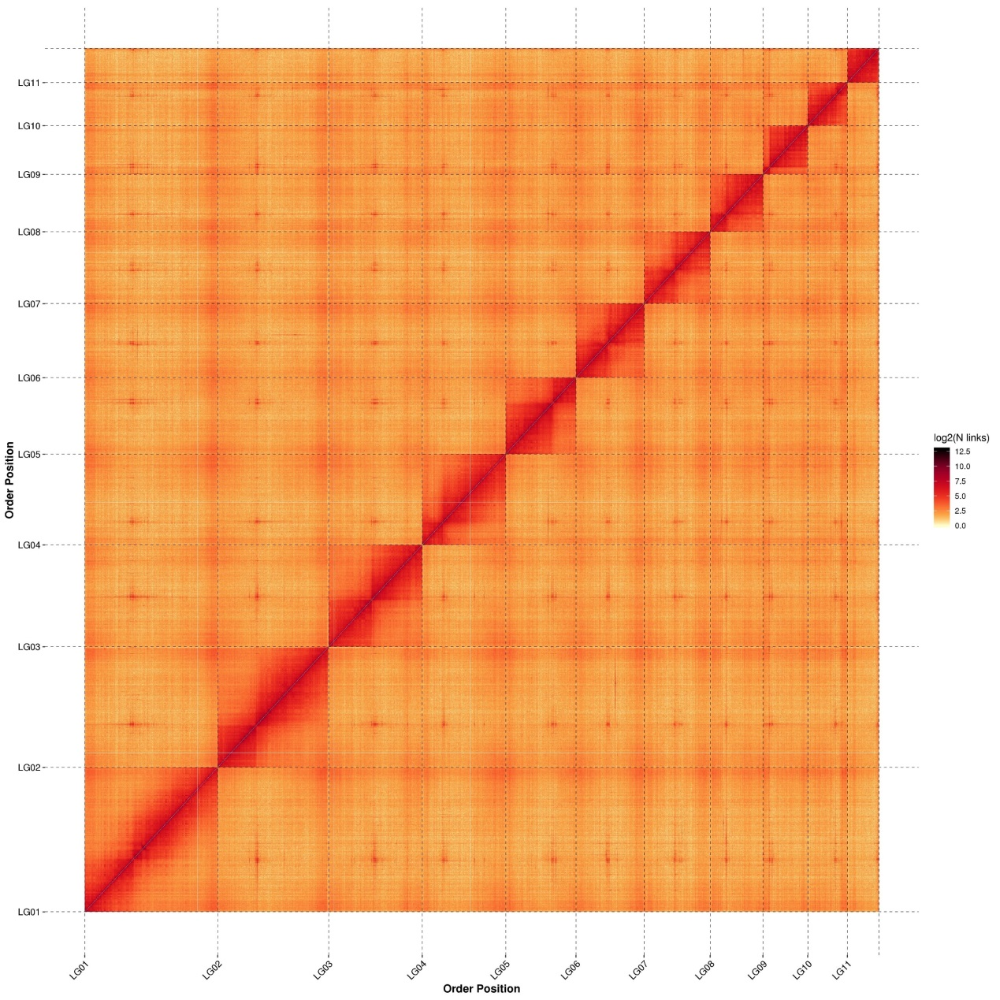 LG11
LG10
LG09
LG08
LG07
LG06
LG05
LG04
LG03
LG02
LG01
Order Position
log2(N links)
12.5
10.0
7.5
5.0
2.5
0.0
LG01
LG02
LG03
LG04
LG05
LG06
LG07
LG08
LG09
LG10
LG11
Order Position